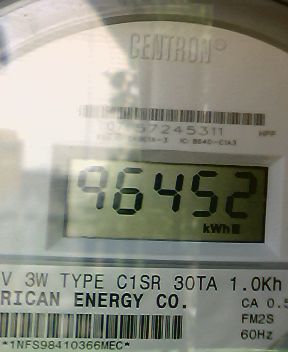 CENTRON®
57245311
96452
kWh
V 3W TYPE C1SR 30TA 1.0Kh
RICAN ENERGY CO.
CA 0.5
FM2S
*1NFS98410366MEC*
60Hz